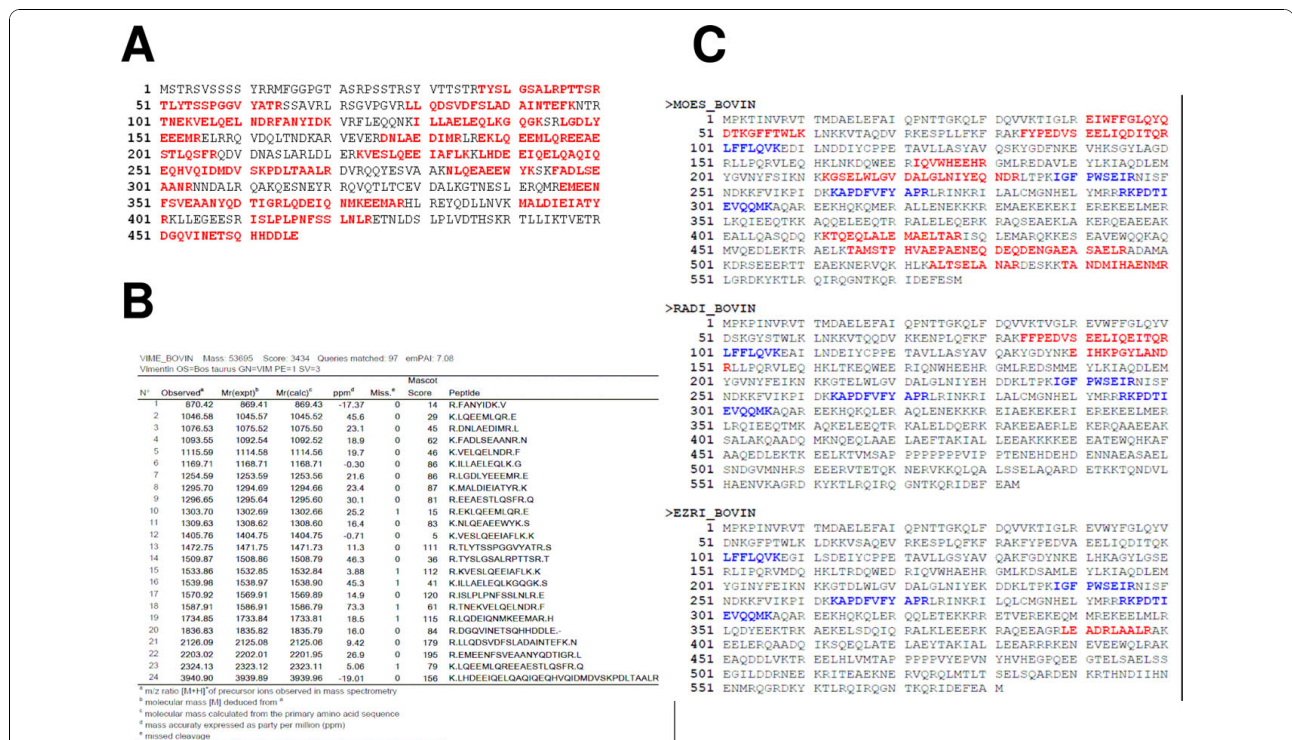 A
1 MSTRSVSSSS YRRMFGGPGT ASRPSSTRSY VTTSTRTYSL GSALRPTTSR
51 TLYTSSPGGV YATRSSAVRL RSGVPGVRLL QDSVDFSLAD AINTEFKNTR
101 TNEKVELQEL NDRFANYIDK VRFLEQQNKI LLAELEQLKG QGKSRLGDLY
151 EEEMRELRRQ VDQLTNDKAR VEVERDNLAE DIMRLREKLQ EEMLQREEAE
201 STLQSFRQDV DNASLARLDL ERKVESLQEE IAFLKKLHDE EIQELQAQIQ
251 EQHVQIDMDV SKPDLTAALR DVRQQYESVA AKNLQEAEEW YKSKFADLSE
301 AANRNNDALR QAKQESNEYR RQVQTLTCEV DALKGTNESL ERQMREMEEN
351 FSVEAANYQD TIGRLQDEIQ NMKEEMARHL REYQDLLNVK MALDIEIATY
401 RKLLEGEESR ISLPLPNFSS LNLRETNLDS LPLVDTHSKR TLLIKTVETR
451 DGQVINETSQ HHDDLE
B
VIME_BOVIN Mass: 53695 Score: 3434 Queries matched: 97 emPAI: 7.08
Vimentin OS=Bos taurus GN=VIM PE=1 SV=3
Mascot
N° Observedᵃ Mr(expt)ᵇ Mr(calc)ᶜ ppmᵈ Miss.ᵉ Score Peptide
1 870.42 869.41 869.43 -17.37 0 14 R.FANYIDK.V
2 1046.58 1045.57 1045.52 45.6 0 29 K.LQEEMLQR.E
3 1076.53 1075.52 1075.50 23.1 0 45 R.DNLAEDIMR.L
4 1093.55 1092.54 1092.52 18.9 0 62 K.FADLSEAANR.N
5 1115.59 1114.58 1114.56 19.7 0 46 K.VELQELNDR.F
6 1169.71 1168.71 1168.71 -0.30 0 86 K.ILLAELEQLK.G
7 1254.59 1253.59 1253.56 21.6 0 86 R.LGDLYEEEMR.E
8 1295.70 1294.69 1294.66 23.4 0 87 K.MALDIEIATYR.K
9 1296.65 1295.64 1295.60 30.1 0 81 R.EEAESTLQSFR.Q
10 1303.70 1302.69 1302.66 25.2 1 15 R.EKLQEEMLQR.E
11 1309.63 1308.62 1308.60 16.4 0 83 K.NLQEAEEWYK.S
12 1405.76 1404.75 1404.75 -0.71 0 5 K.VESLQEEIAFLK.K
13 1472.75 1471.75 1471.73 11.3 0 111 R.TLYTSSPGGVYATR.S
14 1509.87 1508.86 1508.79 46.3 0 36 R.TYSLGSALRPTTSR.T
15 1533.86 1532.85 1532.84 3.88 1 112 R.KVESLQEEIAFLK.K
16 1539.98 1538.97 1538.90 45.3 1 41 K.ILLAELEQLKGQGK.S
17 1570.92 1569.91 1569.89 14.9 0 120 R.ISLPLPNFSSLNLR.E
18 1587.91 1586.91 1586.79 73.3 1 61 R.TNEKVELQELNDR.F
19 1734.85 1733.84 1733.81 18.5 1 115 R.LQDEIQNMKEEMAR.H
20 1836.83 1835.82 1835.79 16.0 0 84 R.DGQVINETSQHHDDLE.-
21 2126.09 2125.08 2125.06 9.42 0 179 R.LLQDSVDFSLADAINTEFK.N
22 2203.02 2202.01 2201.95 26.9 0 195 R.EMEENFSVEAANYQDTIGR.L
23 2324.13 2323.12 2323.11 5.06 1 79 K.LQEEMLQREEAESTLQSFR.Q
24 3940.90 3939.89 3939.96 -19.01 0 156 K.LHDEEIQELQAQIQEQHVQIDMDVSKPDLTAALR
ᵃ m/z ratio [M+H]⁺of precursor ions observed in mass spectrometry
ᵇ molecular mass [M] deduced from ᵃ
ᶜ molecular mass calculated from the primary amino acid sequence
ᵈ mass accuraty expressed as party per million (ppm)
ᵉ missed cleavage
C
>MOES_BOVIN
1 MPKTINVRVT TMDAELEFAI QPNTTGKQLF DQVVKTIGLR EIWFFGLQYQ
51 DTKGFFTWLK LNKKVTAQDV RKESPLLFKF RAKFYPEDVS EELIQDITQR
101 LFFLQVKEDI LNDDIYCPPE TAVLLASYAV QSKYGDFNKE VHKSGYLAGD
151 RLLPQRVLEQ HKLNKDQWEE RIQVWHEEHR GMLREDAVLE YLKIAQDLEM
201 YGVNYFSIKN KKGSELWLGV DALGLNIYEQ NDRLTPKIGF PWSEIRNISF
251 NDKKFVIKPI DKKAPDFVFY APRLRINKRI LALCMGNHEL YMRRRKPDTI
301 EVQQMKAQAR EEKHQKQMER ALLENEKKKR EMAEKEKEKI EREKEELMER
351 LKQIEEQTKK AQQELEEQTR RALELEQERK RAQSEAEKLA KERQEAEEAK
401 EALLQASQDQ KKTQEQLALE MAELTARISQ LEMARQKKES EAVEWQQKAQ
451 MVQEDLEKTR AELKTAMSTP HVAEPAENEQ DEQDENGAEA SAELRADAMA
501 KDRSEEERTT EAEKNERVQK HLKALTSELA NARDESKKTA NDMIHAENMR
551 LGRDKYKTLR QIRQGNTKQR IDEFESM
>RADI_BOVIN
1 MPKPINVRVT TMDAELEFAI QPNTTGKQLF DQVVKTVGLR EVWFFGLQYV
51 DSKGYSTWLK LNKKVTQQDV KKENPLQFKF RAKFFPEDVS EELIQEITQR
101 LFFLQVKEAI LNDEIYCPPE TAVLLASYAV QAKYGDYNKE EIHKPGYLAND
151 RLLPQRVLEQ HKLTKEQWEE RIQNWHEEHR GMLREDSMME YLKIAQDLEM
201 YGVNYFEIKN KKGTELWLGV DALGLNIYEH DDKLTPKIGF PWSEIRNISF
251 NDKKFVIKPI DKKAPDFVFY APRLRINKRI LALCMGNHEL YMRRRKPDTI
301 EVQQMKAQAR EEKHQKQLER AQLENEKKKR EIAEKEKERI EREKEELMER
351 LRQIEEQTMK AQKELEEQTR KALELDQERK RAKEEAERLE KERQAAEEAK
401 SALAKQAADQ MKNQEQLAAE LAEFTAKIAL LEEAKKKKEE EATEWQHKAF
451 AAQEDLEKTK EELKTVMSAP PPPPPPPVIP PTENEHDEHD ENNAEASAEL
501 SNDGVMNHRS EEERVTETQK NERVKKQLQA LSSELAQARD ETKKTQNDVL
551 HAENVKAGRD KYKTLRQIRQ GNTKQRIDEF EAM
>EZRI_BOVIN
1 MPKPINVRVT TMDAELEFAI QPNTTGKQLF DQVVKTIGLR EVWYFGLQYV
51 DNKGFPTWLK LDKKVSAQEV RKESPLQFKF RAKFYPEDVA EELIQDITQK
101 LFFLQVKEGI LSDEIYCPPE TAVLLGSYAV QAKFGDYNKE LHKAGYLGSE
151 RLIPQRVMDQ HKLTRDQWED RIQVWHAEHR GMLKDSAMLE YLKIAQDLEM
201 YGINYFEIKN KKGTDLWLGV DALGLNIYEK DDKLTPKIGF PWSEIRNISF
251 NDKKFVIKPI DKKAPDFVFY APRLRINKRI LQLCMGNHEL YMRRRKPDTI
301 EVQQMKAQAR EEKHQKQLER QQLETEKKRR ETVEREKEQM MREKEELMLR
351 LQDYEEKTRK AEKELSDQIQ RALKLEEERK RAQEEAGRLE ADRLAALRAK
401 EELERQAADQ IKSQEQLATE LAEYTAKIAL LEEARRRKEN EVEEWQLRAK
451 EAQDDLVKTR EELHLVMTAP PPPPVYEPVN YHVHEGPQEE GTELSAELSS
501 EGILDDRNEE KRITEAEKNE RVQRQLMTLT SELSQARDEN KRTHNDIIHN
551 ENMRQGRDKY KTLRQIRQGN TKQRIDEFEA M